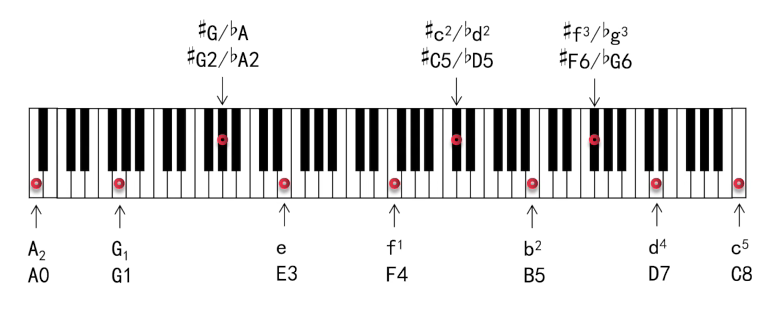 ♯G/♭A ♯c²/♭d² ♯f³/♭g³
♯G2/♭A2 ♯C5/♭D5 ♯F6/♭G6
A₂ G₁ e f¹ b² d⁴ c⁵
A0 G1 E3 F4 B5 D7 C8